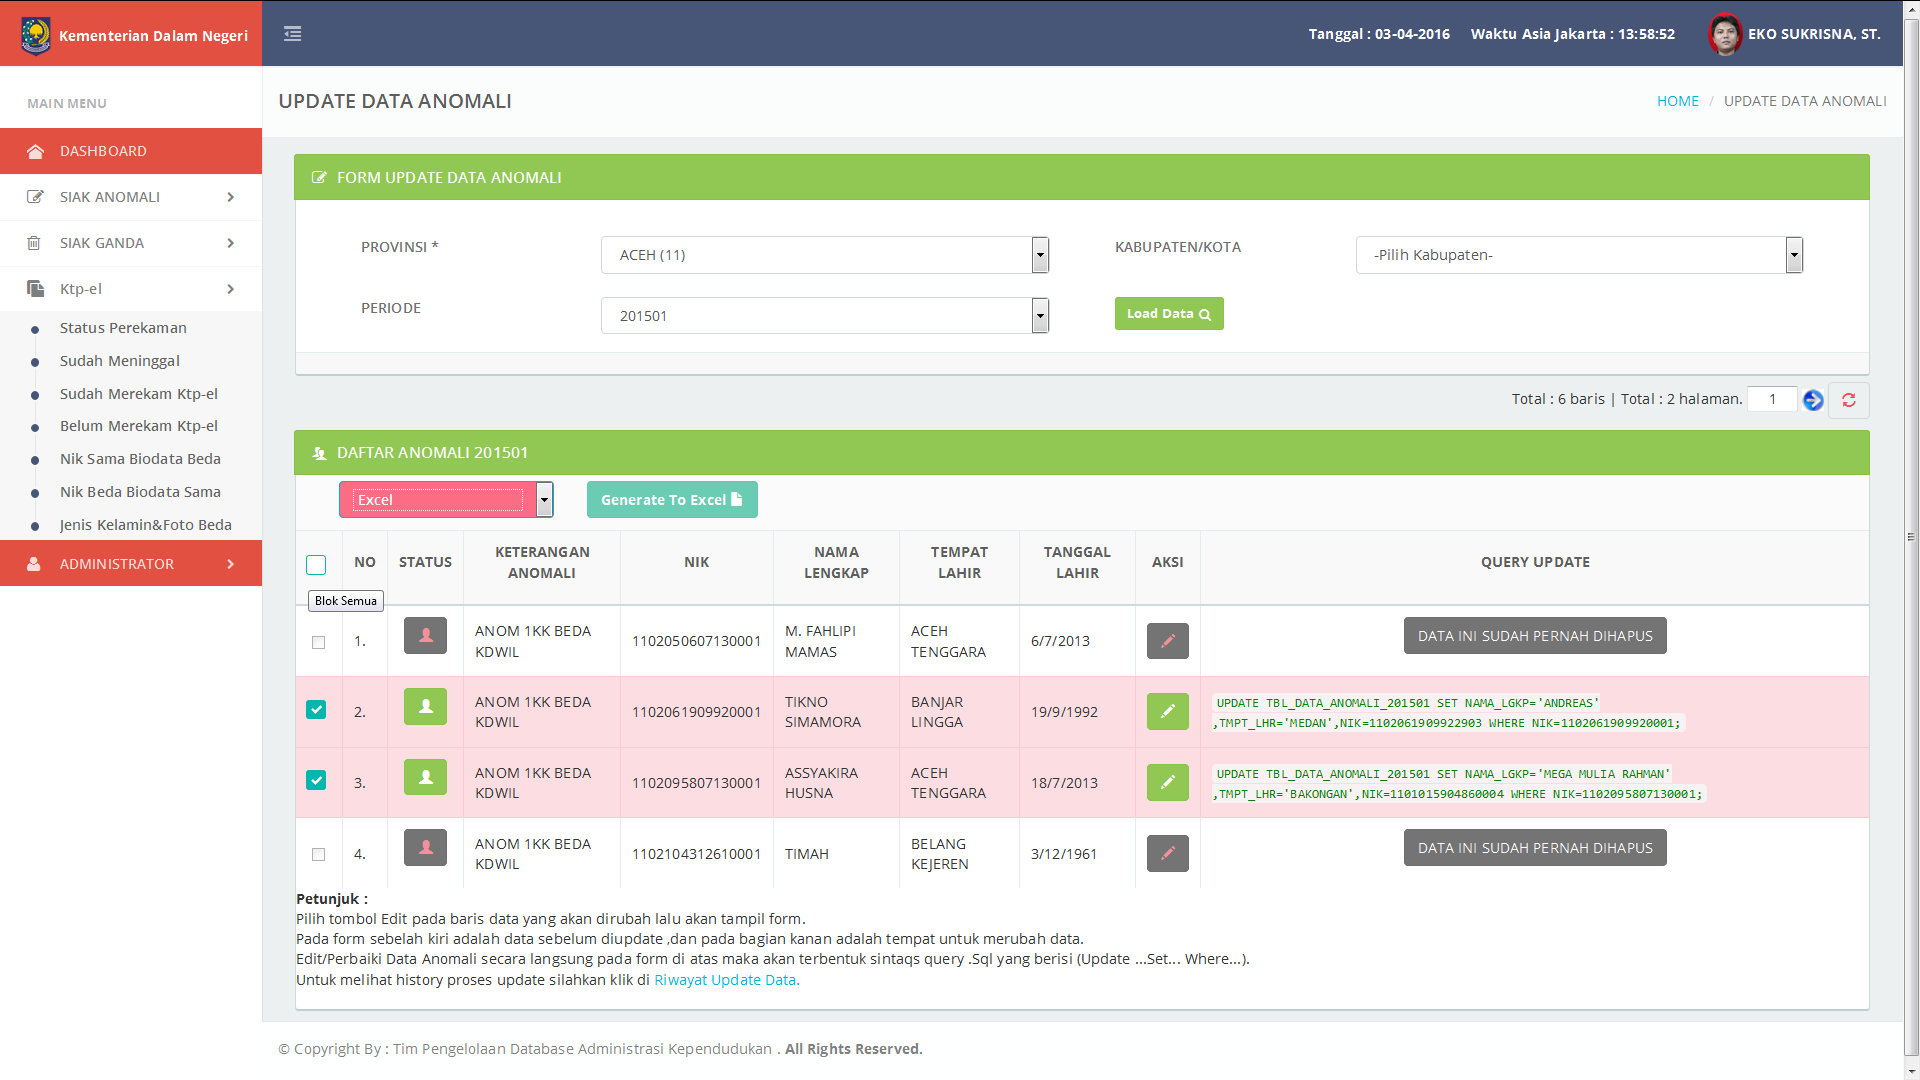 Kementerian Dalam Negeri
Tanggal : 03-04-2016 Waktu Asia Jakarta : 13:58:52 EKO SUKRISNA, ST.
MAIN MENU
DASHBOARD
SIAK ANOMALI
SIAK GANDA
Ktp-el
Status Perekaman
Sudah Meninggal
Sudah Merekam Ktp-el
Belum Merekam Ktp-el
Nik Sama Biodata Beda
Nik Beda Biodata Sama
Jenis Kelamin&Foto Beda
ADMINISTRATOR
UPDATE DATA ANOMALI
HOME / UPDATE DATA ANOMALI
FORM UPDATE DATA ANOMALI
PROVINSI * ACEH (11) KABUPATEN/KOTA -Pilih Kabupaten-
PERIODE 201501 Load Data
Total : 6 baris | Total : 2 halaman. 1
DAFTAR ANOMALI 201501
Excel Generate To Excel
NO STATUS KETERANGAN ANOMALI NIK NAMA LENGKAP TEMPAT LAHIR TANGGAL LAHIR AKSI QUERY UPDATE
Blok Semua
1. ANOM 1KK BEDA KDWIL 1102050607130001 M. FAHLIPI MAMAS ACEH TENGGARA 6/7/2013 DATA INI SUDAH PERNAH DIHAPUS
2. ANOM 1KK BEDA KDWIL 1102061909920001 TIKNO SIMAMORA BANJAR LINGGA 19/9/1992 UPDATE TBL_DATA_ANOMALI_201501 SET NAMA_LGKP='ANDREAS'
,TMPT_LHR='MEDAN',NIK=1102061909922903 WHERE NIK=1102061909920001;
3. ANOM 1KK BEDA KDWIL 1102095807130001 ASSYAKIRA HUSNA ACEH TENGGARA 18/7/2013 UPDATE TBL_DATA_ANOMALI_201501 SET NAMA_LGKP='MEGA MULIA RAHMAN'
,TMPT_LHR='BAKONGAN',NIK=1101015904860004 WHERE NIK=1102095807130001;
4. ANOM 1KK BEDA KDWIL 1102104312610001 TIMAH BELANG KEJEREN 3/12/1961 DATA INI SUDAH PERNAH DIHAPUS
Petunjuk :
Pilih tombol Edit pada baris data yang akan dirubah lalu akan tampil form.
Pada form sebelah kiri adalah data sebelum diupdate ,dan pada bagian kanan adalah tempat untuk merubah data.
Edit/Perbaiki Data Anomali secara langsung pada form di atas maka akan terbentuk sintaqs query .Sql yang berisi (Update ...Set... Where...).
Untuk melihat history proses update silahkan klik di Riwayat Update Data.
© Copyright By : Tim Pengelolaan Database Administrasi Kependudukan . All Rights Reserved.